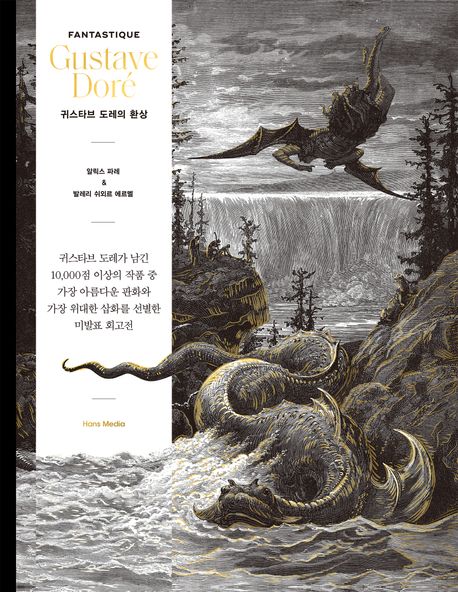 FANTASTIQUE
Gustave
Doré
귀스타브 도레의 환상
알릭스 파레
&
발레리 쉬외르 에르멜
귀스타브 도레가 남긴
10,000점 이상의 작품 중
가장 아름다운 판화와
가장 위대한 삽화를 선별한
미발표 회고전
Hans Media